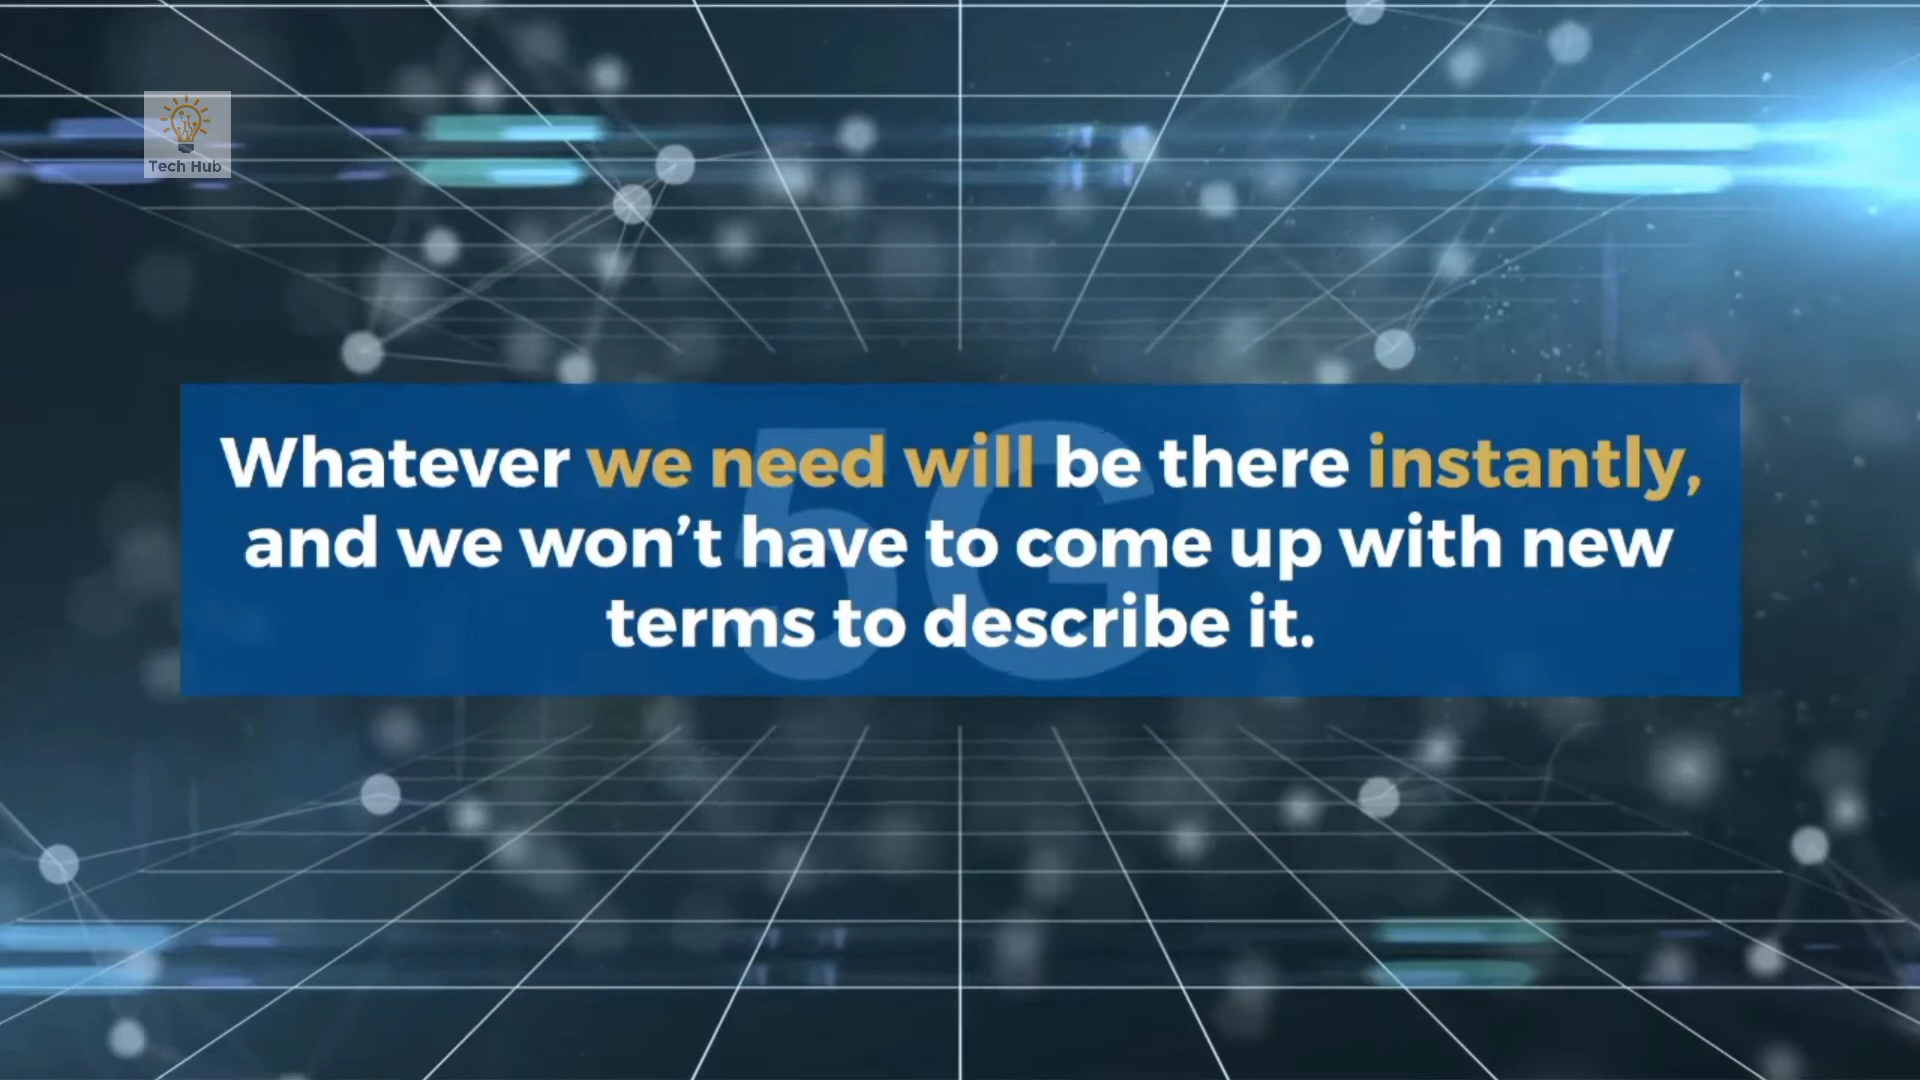 Tech Hub
5G
Whatever we need will be there instantly,
and we won’t have to come up with new
terms to describe it.